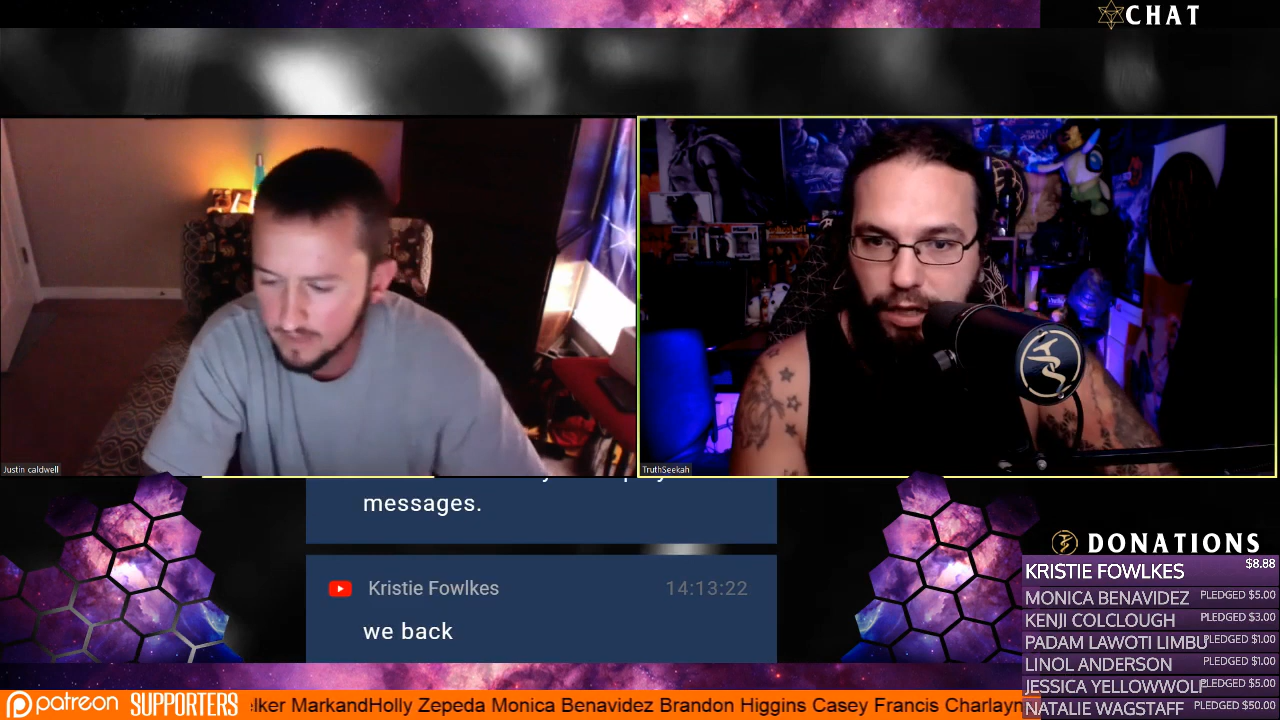 CHAT
Justin caldwell
TruthSeekah
messages.
Kristie Fowlkes 14:13:22
we back
DONATIONS
KRISTIE FOWLKES $8.88
MONICA BENAVIDEZ PLEDGED $5.00
KENJI COLCLOUGH PLEDGED $3.00
PADAM LAWOTI LIMBU PLEDGED $1.00
LINOL ANDERSON PLEDGED $1.00
JESSICA YELLOWWOLF PLEDGED $5.00
NATALIE WAGSTAFF PLEDGED $50.00
patreon SUPPORTERS lker MarkandHolly Zepeda Monica Benavidez Brandon Higgins Casey Francis Charlayn